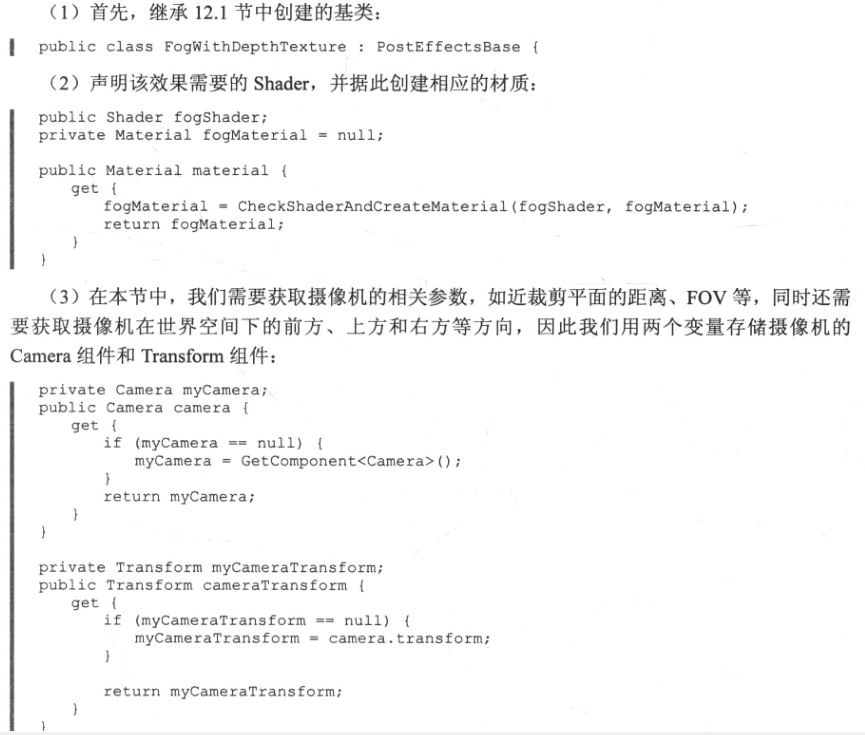 （1）首先，继承 12.1 节中创建的基类：
public class FogWithDepthTexture : PostEffectsBase {
（2）声明该效果需要的 Shader，并据此创建相应的材质：
public Shader fogShader;
private Material fogMaterial = null;
public Material material {
get {
fogMaterial = CheckShaderAndCreateMaterial(fogShader, fogMaterial);
return fogMaterial;
}
}
（3）在本节中，我们需要获取摄像机的相关参数，如近裁剪平面的距离、FOV 等，同时还需
要获取摄像机在世界空间下的前方、上方和右方等方向，因此我们用两个变量存储摄像机的
Camera 组件和 Transform 组件：
private Camera myCamera;
public Camera camera {
get {
if (myCamera == null) {
myCamera = GetComponent<Camera>();
}
return myCamera;
}
}
private Transform myCameraTransform;
public Transform cameraTransform {
get {
if (myCameraTransform == null) {
myCameraTransform = camera.transform;
}
return myCameraTransform;
}
}